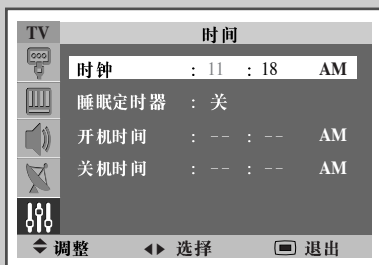 TV 时间
时钟 : 11 : 18 AM
睡眠定时器 : 关
开机时间 : -- : -- AM
关机时间 : -- : -- AM
调整 选择 退出